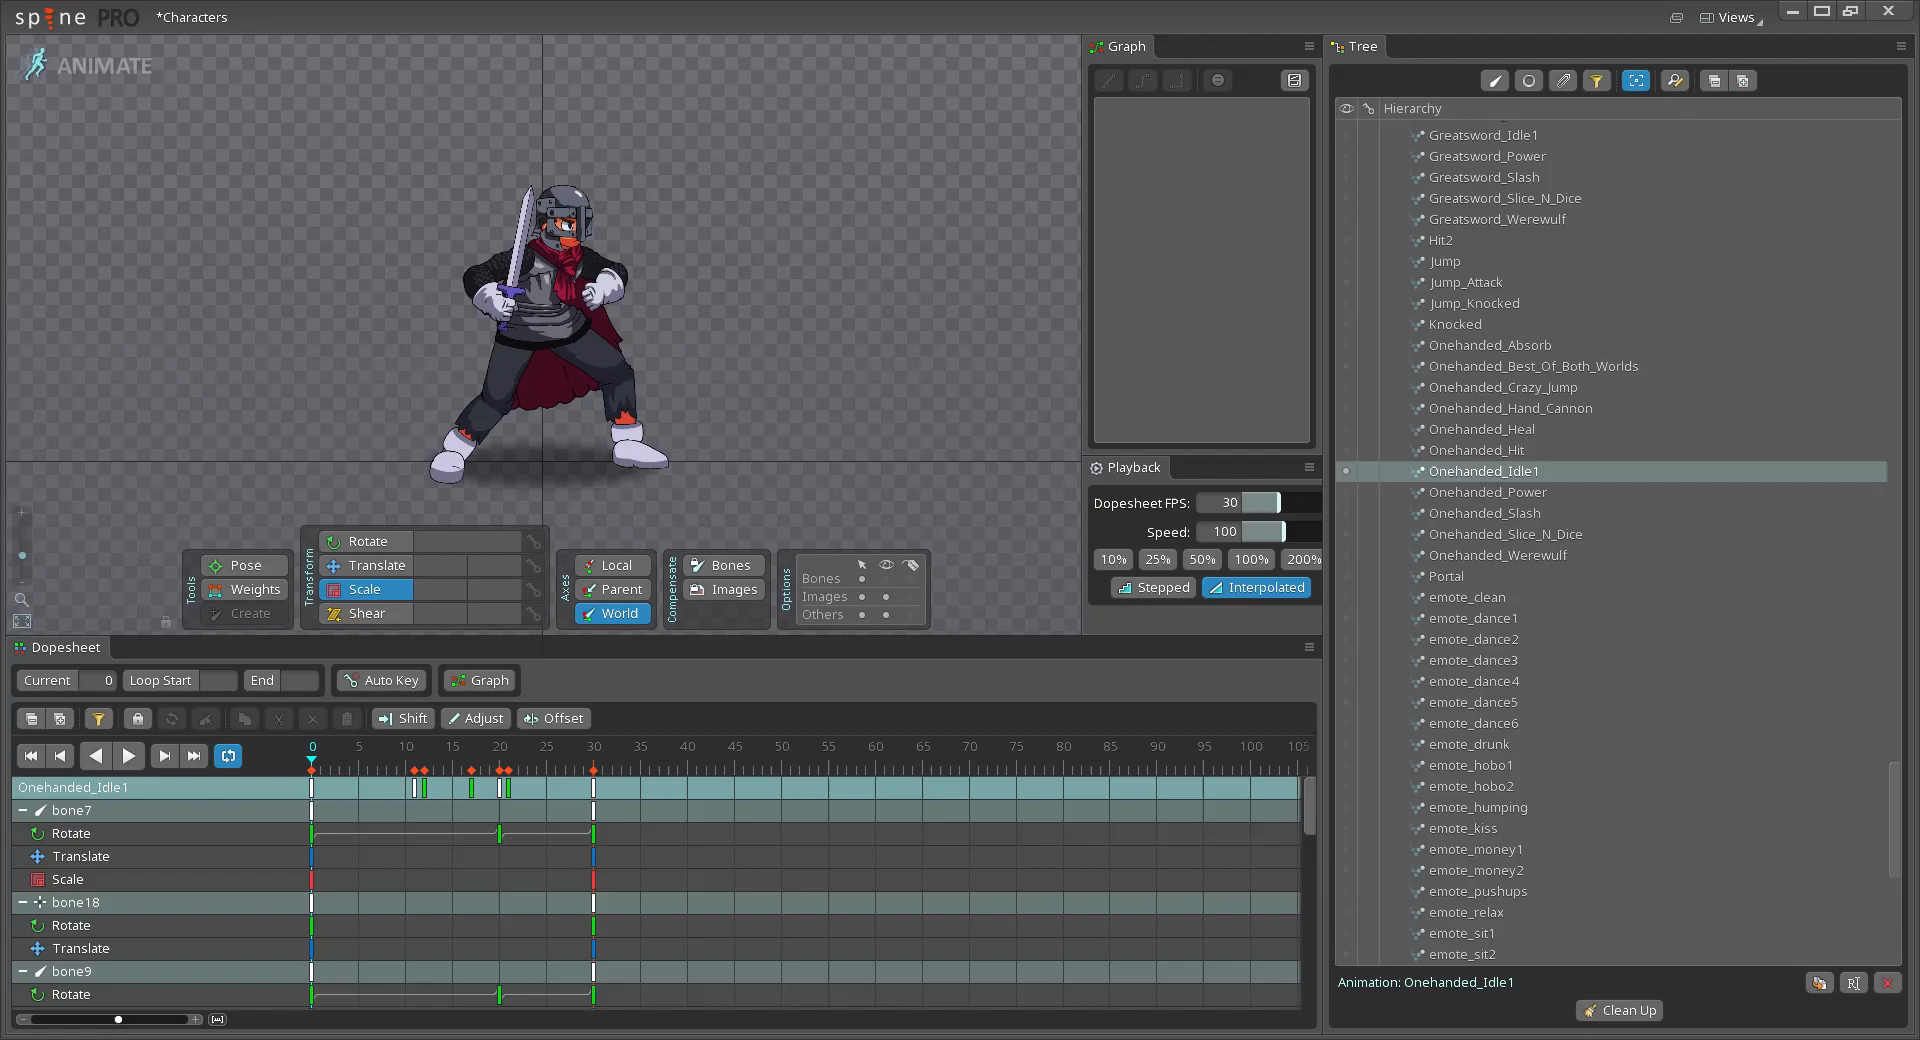 spine PRO
*Characters
Views
ANIMATE
Graph
Tree
Hierarchy
Greatsword_Idle1
Greatsword_Power
Greatsword_Slash
Greatsword_Slice_N_Dice
Greatsword_Werewulf
Hit2
Jump
Jump_Attack
Jump_Knocked
Knocked
Onehanded_Absorb
Onehanded_Best_Of_Both_Worlds
Onehanded_Crazy_Jump
Onehanded_Hand_Cannon
Onehanded_Heal
Onehanded_Hit
Onehanded_Idle1
Onehanded_Power
Onehanded_Slash
Onehanded_Slice_N_Dice
Onehanded_Werewulf
Portal
emote_clean
emote_dance1
emote_dance2
emote_dance3
emote_dance4
emote_dance5
emote_dance6
emote_drunk
emote_hobo1
emote_hobo2
emote_humping
emote_kiss
emote_money1
emote_money2
emote_pushups
emote_relax
emote_sit1
emote_sit2
Animation: Onehanded_Idle1
Clean Up
Playback
Dopesheet FPS: 30
Speed: 100
10% 25% 50% 100% 200%
Stepped Interpolated
Tools
Pose
Weights
Create
Transform
Rotate
Translate
Scale
Shear
Axes
Local
Parent
World
Compensate
Bones
Images
Options
Bones
Images
Others
Dopesheet
Current 0 Loop Start End Auto Key Graph
Shift Adjust Offset
0 5 10 15 20 25 30 35 40 45 50 55 60 65 70 75 80 85 90 95 100 105
Onehanded_Idle1
bone7
Rotate
Translate
Scale
bone18
Rotate
Translate
bone9
Rotate